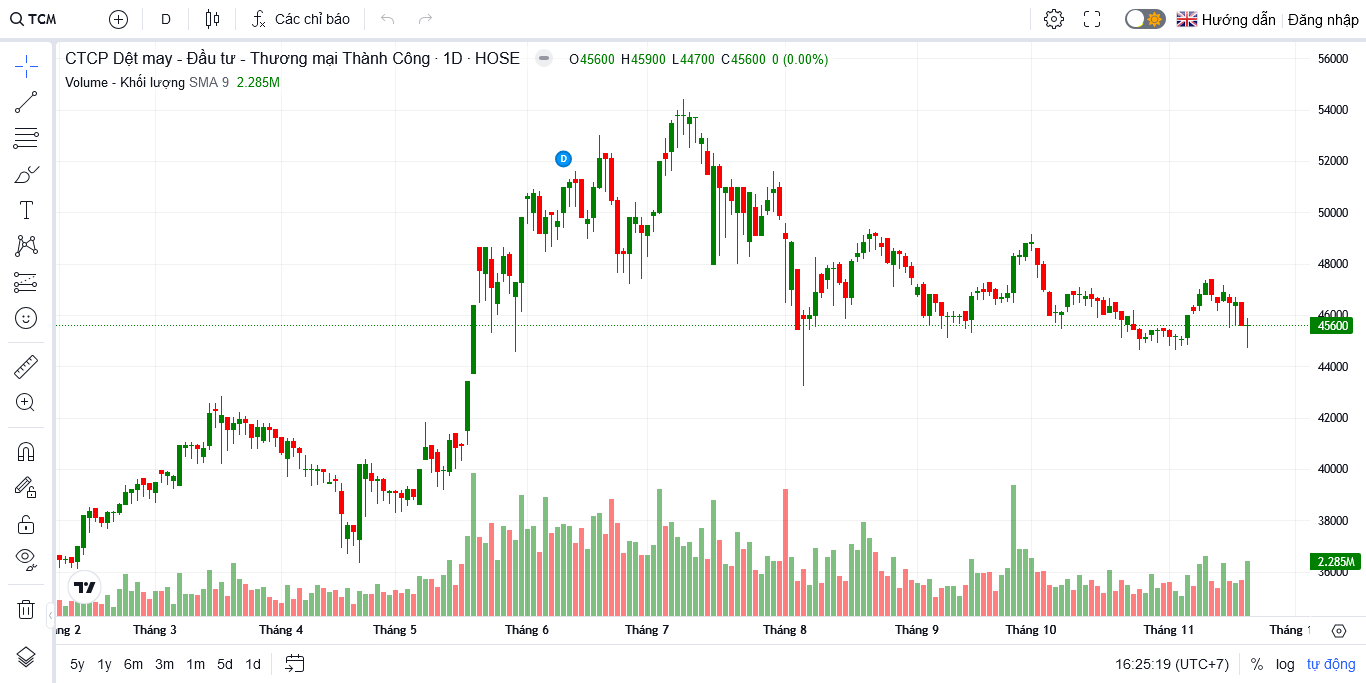 TCM D Các chỉ báo Hướng dẫn Đăng nhập
CTCP Dệt may - Đầu tư - Thương mại Thành Công · 1D · HOSE O45600 H45900 L44700 C45600 0 (0.00%)
Volume - Khối lượng SMA 9 2.285M
D
56000
54000
52000
50000
48000
46000
45600
44000
42000
40000
38000
2.285M
36000
ng 2 Tháng 3 Tháng 4 Tháng 5 Tháng 6 Tháng 7 Tháng 8 Tháng 9 Tháng 10 Tháng 11 Tháng 1
5y 1y 6m 3m 1m 5d 1d 16:25:19 (UTC+7) % log tự động